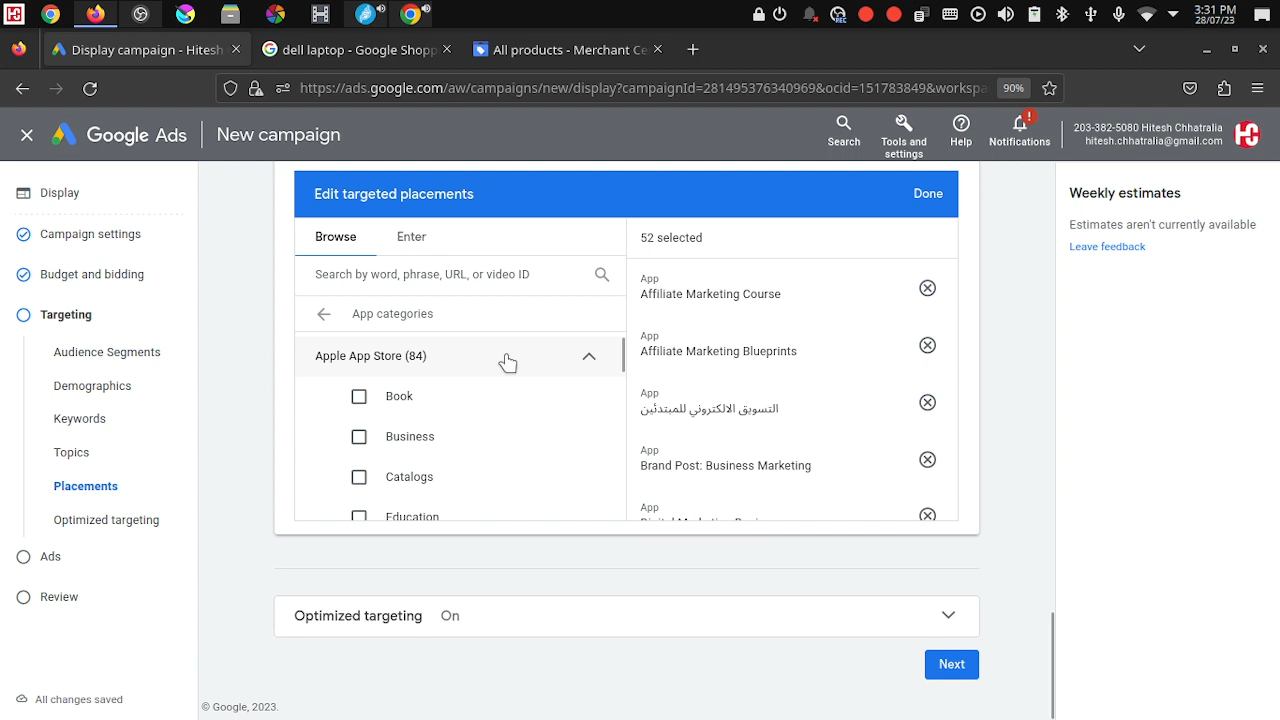 3:31 PM
28/07/23
REC
Display campaign - Hitesh
dell laptop - Google Shopp
All products - Merchant Ce
https://ads.google.com/aw/campaigns/new/display?campaignId=281495376340969&ocid=151783849&workspa
90%
Google Ads
New campaign
Search
Tools and settings
Help
Notifications
203-382-5080 Hitesh Chhatralia
hitesh.chhatralia@gmail.com
Display
Campaign settings
Budget and bidding
Targeting
Audience Segments
Demographics
Keywords
Topics
Placements
Optimized targeting
Ads
Review
All changes saved
Edit targeted placements
Done
Browse
Enter
Search by word, phrase, URL, or video ID
App categories
Apple App Store (84)
Book
Business
Catalogs
Education
52 selected
App
Affiliate Marketing Course
App
Affiliate Marketing Blueprints
App
التسويق الالكتروني للمبتدئين
App
Brand Post: Business Marketing
App
Optimized targeting On
Next
© Google, 2023.
Weekly estimates
Estimates aren't currently available
Leave feedback